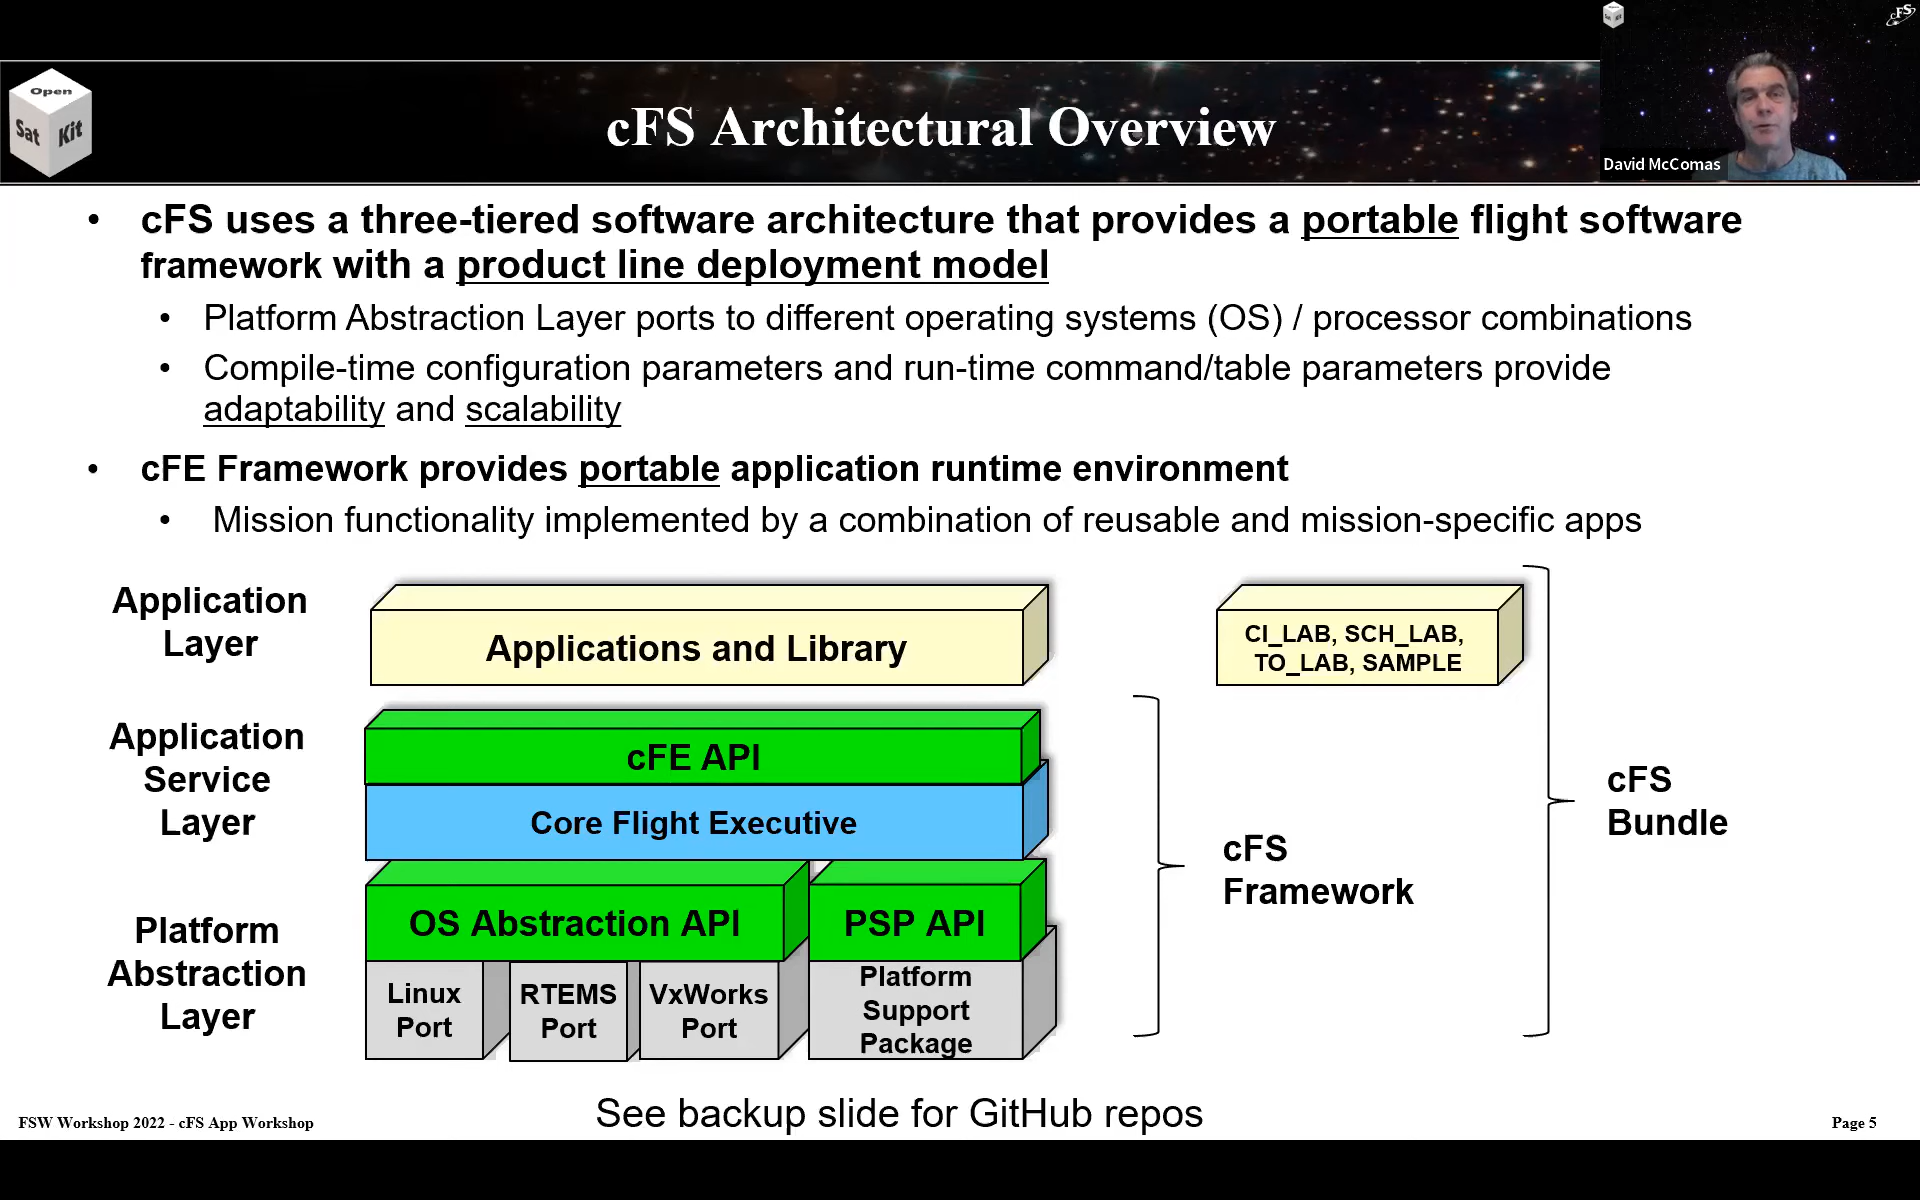 cFS
Open
Sat Kit
cFS Architectural Overview
David McComas
• cFS uses a three-tiered software architecture that provides a portable flight software
framework with a product line deployment model
• Platform Abstraction Layer ports to different operating systems (OS) / processor combinations
• Compile-time configuration parameters and run-time command/table parameters provide
adaptability and scalability
• cFE Framework provides portable application runtime environment
• Mission functionality implemented by a combination of reusable and mission-specific apps
Application
Layer
Applications and Library
CI_LAB, SCH_LAB,
TO_LAB, SAMPLE
Application
Service
Layer
cFE API
Core Flight Executive
cFS
Bundle
cFS
Framework
Platform
Abstraction
Layer
OS Abstraction API
PSP API
Linux
Port
RTEMS
Port
VxWorks
Port
Platform
Support
Package
See backup slide for GitHub repos
FSW Workshop 2022 - cFS App Workshop
Page 5